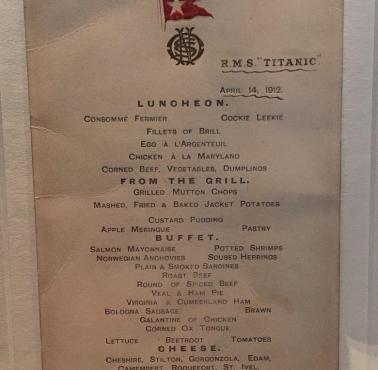 R.M.S. "TITANIC"
APRIL 14, 1912.
LUNCHEON.
CONSOMMÉ FERMIER COCKIE LEEKIE
FILLETS OF BRILL
EGG À L'ARGENTEUIL
CHICKEN À LA MARYLAND
CORNED BEEF, VEGETABLES, DUMPLINGS
FROM THE GRILL.
GRILLED MUTTON CHOPS
MASHED, FRIED & BAKED JACKET POTATOES
CUSTARD PUDDING
APPLE MERINGUE PASTRY
BUFFET.
SALMON MAYONNAISE POTTED SHRIMPS
NORWEGIAN ANCHOVIES SOUSED HERRINGS
PLAIN & SMOKED SARDINES
ROAST BEEF
ROUND OF SPICED BEEF
VEAL & HAM PIE
VIRGINIA & CUMBERLAND HAM
BOLOGNA SAUSAGE BRAWN
GALANTINE OF CHICKEN
CORNED OX TONGUE
LETTUCE BEETROOT TOMATOES
CHEESE.
CHESHIRE, STILTON, GORGONZOLA, EDAM,
CAMEMBERT, ROQUEFORT, ST. IVEL.